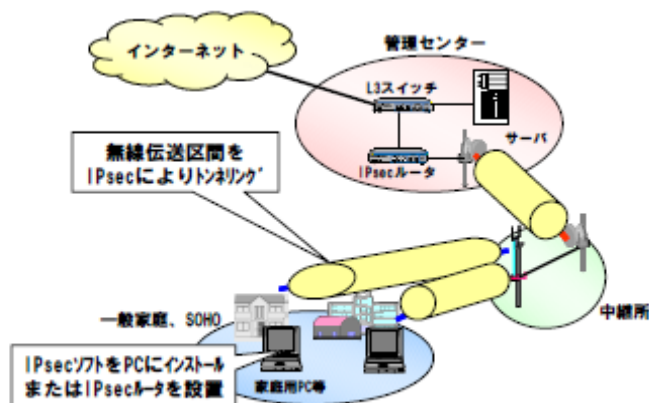 インターネット
管理センター
L3スイッチ
サーバ
IPsecルータ
無線伝送区間を
IPsecによりトンネリング
中継所
一般家庭、SOHO
IPsecソフトをPCにインストール
またはIPsecルータを設置
家庭用PC等